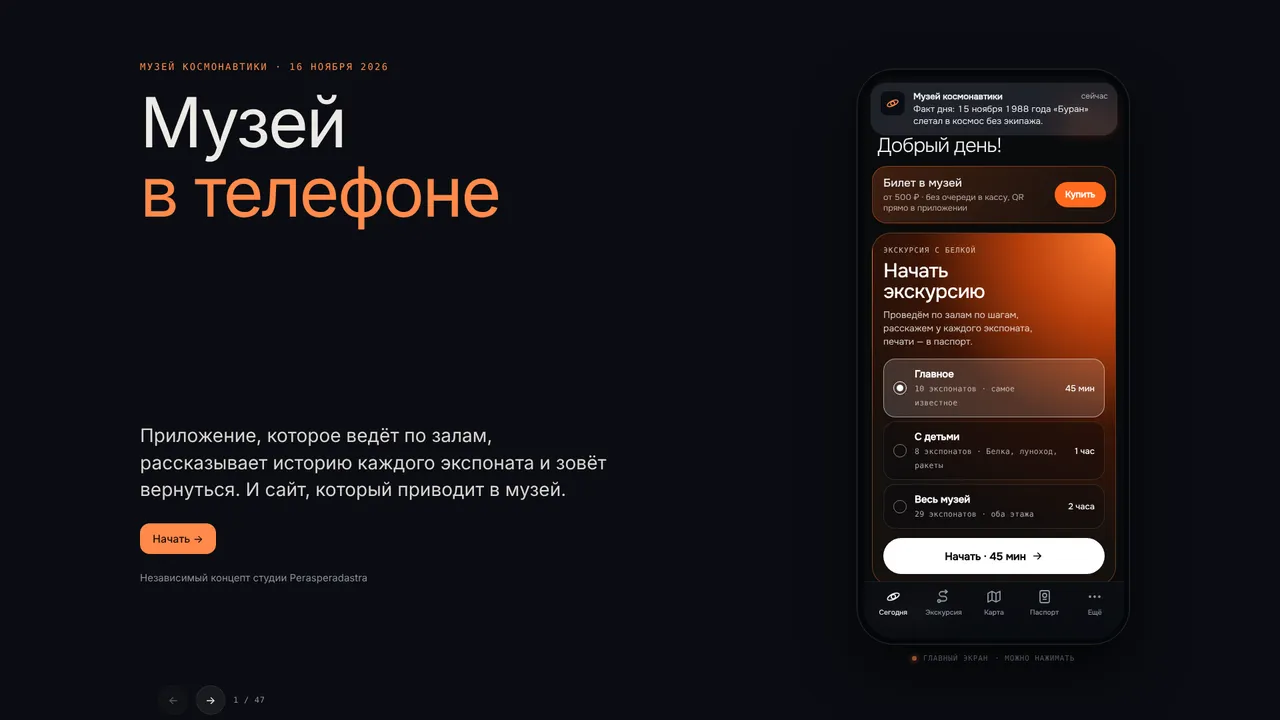 МУЗЕЙ КОСМОНАВТИКИ · 16 НОЯБРЯ 2026
Музей
в телефоне
Приложение, которое ведёт по залам,
рассказывает историю каждого экспоната и зовёт
вернуться. И сайт, который приводит в музей.
Начать →
Независимый концепт студии Perasperadastra
← → 1 / 47
Музей космонавтики сейчас
Факт дня: 15 ноября 1988 года «Буран»
слетал в космос без экипажа.
Добрый день!
Билет в музей
от 500 ₽ · без очереди в кассу, QR
прямо в приложении
Купить
ЭКСКУРСИЯ С БЕЛКОЙ
Начать
экскурсию
Проведём по залам по шагам,
расскажем у каждого экспоната,
печати — в паспорт.
Главное
10 экспонатов · самое
известное
45 мин
С детьми
8 экспонатов · Белка, луноход,
ракеты
1 час
Весь музей
29 экспонатов · оба этажа
2 часа
Начать · 45 мин →
Сегодня Экскурсия Карта Паспорт Ещё
ГЛАВНЫЙ ЭКРАН · МОЖНО НАЖИМАТЬ